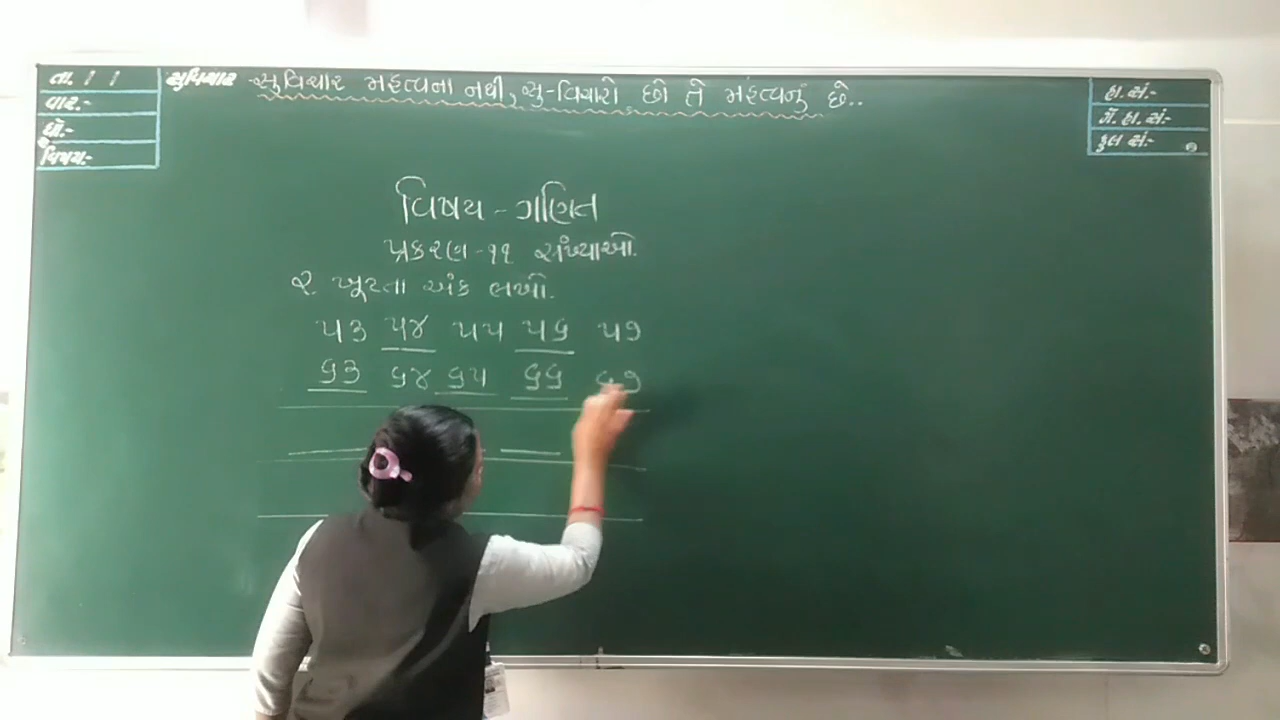 તા. / /
વાર.-
ધો.-
વિષય.-
સુવિચાર -સુવિચાર મહત્વના નથી, સુ-વિચારો છો તે મહત્વનું છે..
હા. સં.-
ગે. હા. સં.-
કુલ સં.-
વિષય - ગણિત
પ્રકરણ -૧૧ સંખ્યાઓ.
૨. ખૂટતા અંક લખો.
૫૩ ૫૪ ૫૫ ૫૬ ૫૭
૬૩ ૬૪ ૬૫ ૬૬ ૬૭